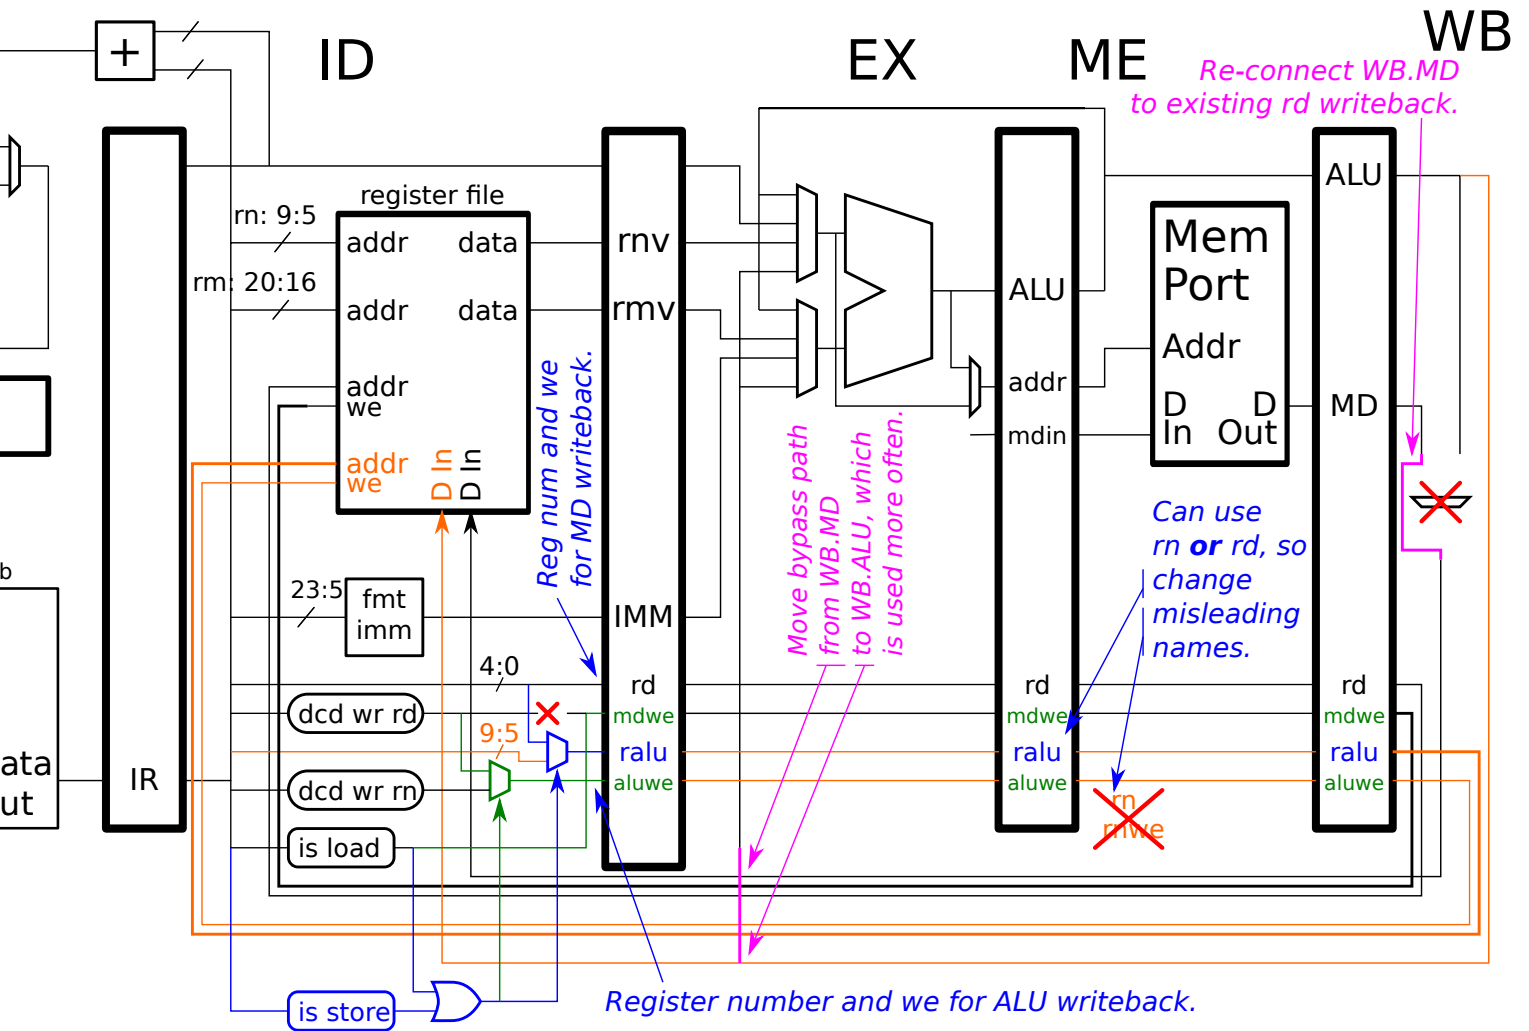 +
ID
EX
ME
WB
Re-connect WB.MD
to existing rd writeback.
register file
rn: 9:5
addr
data
rm: 20:16
addr
data
addr
we
addr
we
D In
D In
rnv
rmv
Reg num and we
for MD writeback.
ALU
addr
mdin
Mem
Port
Addr
D
In
D
Out
ALU
MD
Move bypass path
from WB.MD
to WB.ALU, which
is used more often.
Can use
rn or rd, so
change
misleading
names.
b
23:5
fmt
imm
IMM
4:0
rd
rd
rd
dcd wr rd
mdwe
mdwe
mdwe
9:5
ralu
ralu
ralu
ata
ut
IR
dcd wr rn
aluwe
aluwe
aluwe
rn
rnwe
is load
is store
Register number and we for ALU writeback.